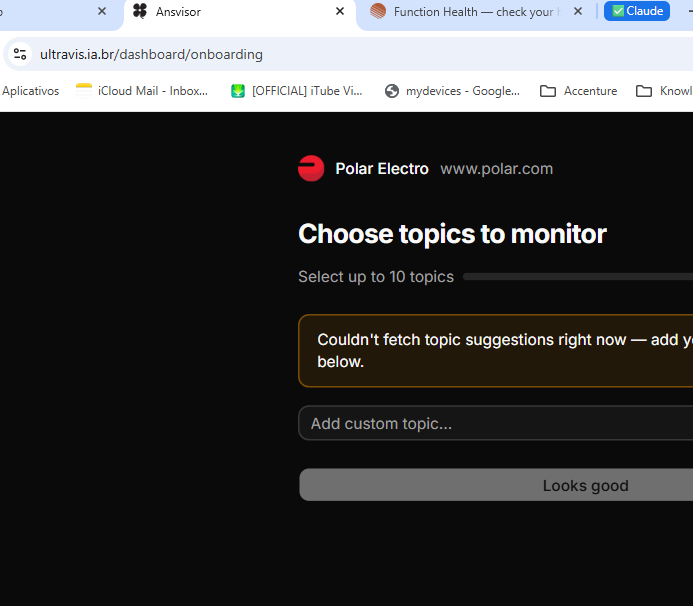 Ansvisor
Function Health — check your
Claude
ultravis.ia.br/dashboard/onboarding
Aplicativos
iCloud Mail - Inbox...
[OFFICIAL] iTube Vi...
mydevices - Google...
Accenture
Knowl
Polar Electro www.polar.com
Choose topics to monitor
Select up to 10 topics
Couldn't fetch topic suggestions right now — add y
below.
Add custom topic...
Looks good